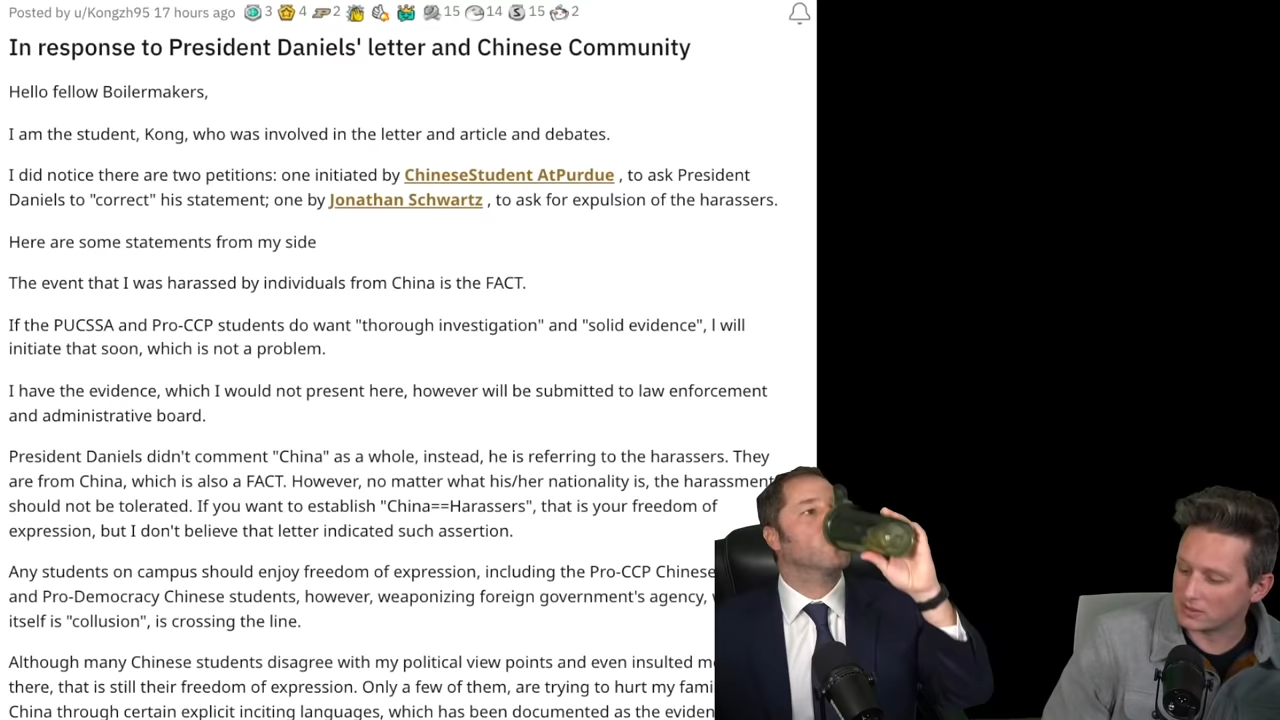 Posted by u/Kongzh95 17 hours ago 3 4 2 15 14 15 2
In response to President Daniels' letter and Chinese Community
Hello fellow Boilermakers,
I am the student, Kong, who was involved in the letter and article and debates.
I did notice there are two petitions: one initiated by ChineseStudent AtPurdue , to ask President
Daniels to "correct" his statement; one by Jonathan Schwartz , to ask for expulsion of the harassers.
Here are some statements from my side
The event that I was harassed by individuals from China is the FACT.
If the PUCSSA and Pro-CCP students do want "thorough investigation" and "solid evidence", I will
initiate that soon, which is not a problem.
I have the evidence, which I would not present here, however will be submitted to law enforcement
and administrative board.
President Daniels didn't comment "China" as a whole, instead, he is referring to the harassers. They
are from China, which is also a FACT. However, no matter what his/her nationality is, the harassment
should not be tolerated. If you want to establish "China==Harassers", that is your freedom of
expression, but I don't believe that letter indicated such assertion.
Any students on campus should enjoy freedom of expression, including the Pro-CCP Chinese
and Pro-Democracy Chinese students, however, weaponizing foreign government's agency,
itself is "collusion", is crossing the line.
Although many Chinese students disagree with my political view points and even insulted
there, that is still their freedom of expression. Only a few of them, are trying to hurt my
China through certain explicit inciting languages, which has been documented as the